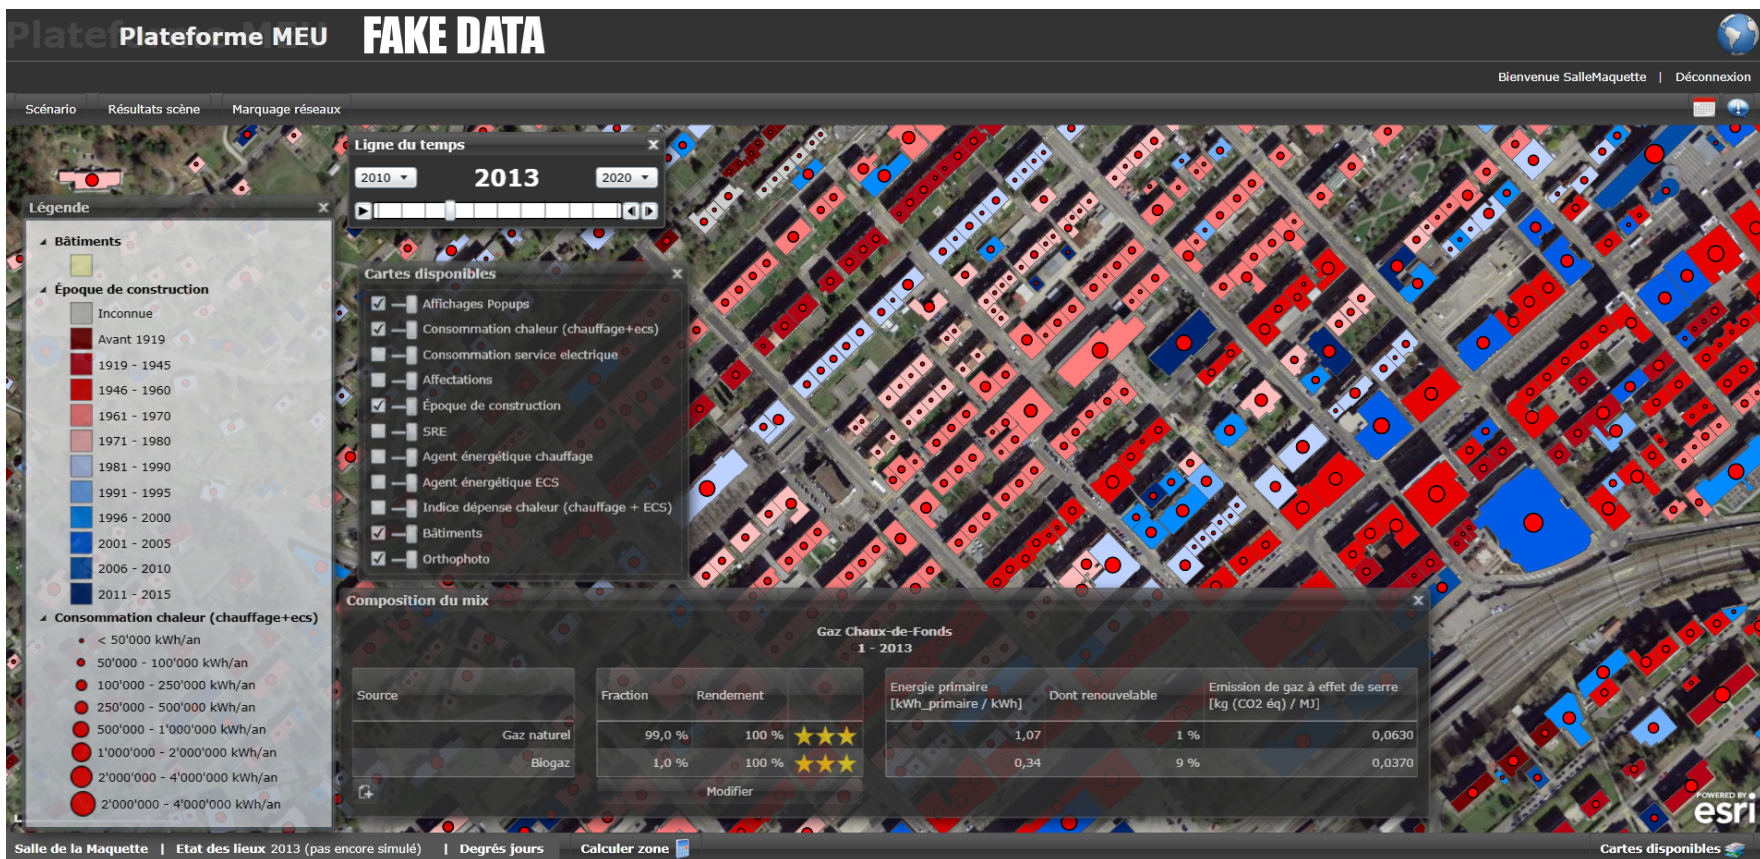 Plateforme MEU
Plateforme MEU FAKE DATA
Bienvenue SalleMaquette | Déconnexion
Scénario Résultats scène Marquage réseaux
Ligne du temps x
2010 2013 2020
Légende x
Bâtiments
Époque de construction
Inconnue
Avant 1919
1919 - 1945
1946 - 1960
1961 - 1970
1971 - 1980
1981 - 1990
1991 - 1995
1996 - 2000
2001 - 2005
2006 - 2010
2011 - 2015
Consommation chaleur (chauffage+ecs)
< 50'000 kWh/an
50'000 - 100'000 kWh/an
100'000 - 250'000 kWh/an
250'000 - 500'000 kWh/an
500'000 - 1'000'000 kWh/an
1'000'000 - 2'000'000 kWh/an
2'000'000 - 4'000'000 kWh/an
2'000'000 - 4'000'000 kWh/an
Cartes disponibles x
Affichages Popups
Consommation chaleur (chauffage+ecs)
Consommation service electrique
Affectations
Époque de construction
SRE
Agent énergétique chauffage
Agent énergétique ECS
Indice dépense chaleur (chauffage + ECS)
Bâtiments
Orthophoto
Composition du mix x
Gaz Chaux-de-Fonds
1 - 2013
Source Fraction Rendement Energie primaire [kWh_primaire / kWh] Dont renouvelable Emission de gaz à effet de serre [kg (CO2 éq) / MJ]
Gaz naturel 99,0 % 100 % 1,07 1 % 0,0630
Biogaz 1,0 % 100 % 0,34 9 % 0,0370
Modifier
POWERED BY
esri
Salle de la Maquette | Etat des lieux 2013 (pas encore simulé) | Degrés jours Calculer zone Cartes disponibles